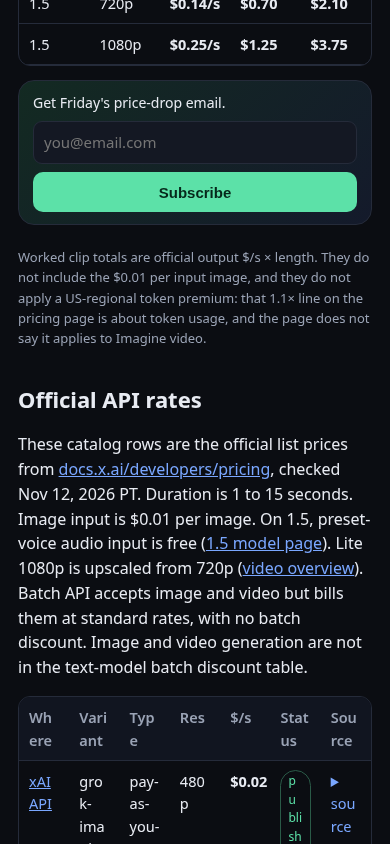 1.5 720p $0.14/s $0.70 $2.10
1.5 1080p $0.25/s $1.25 $3.75
Get Friday's price-drop email.
you@email.com
Subscribe
Worked clip totals are official output $/s × length. They do
not include the $0.01 per input image, and they do not
apply a US-regional token premium: that 1.1× line on the
pricing page is about token usage, and the page does not
say it applies to Imagine video.
Official API rates
These catalog rows are the official list prices
from docs.x.ai/developers/pricing, checked
Nov 12, 2026 PT. Duration is 1 to 15 seconds.
Image input is $0.01 per image. On 1.5, preset-
voice audio input is free (1.5 model page). Lite
1080p is upscaled from 720p (video overview).
Batch API accepts image and video but bills
them at standard rates, with no batch
discount. Image and video generation are not
in the text-model batch discount table.
Wh Vari Typ Res $/s Stat Sou
ere ant e us rce
xAI gro pay- 480 $0.02 p ▶
API k- as- p u sou
ima you- bli rce
sh